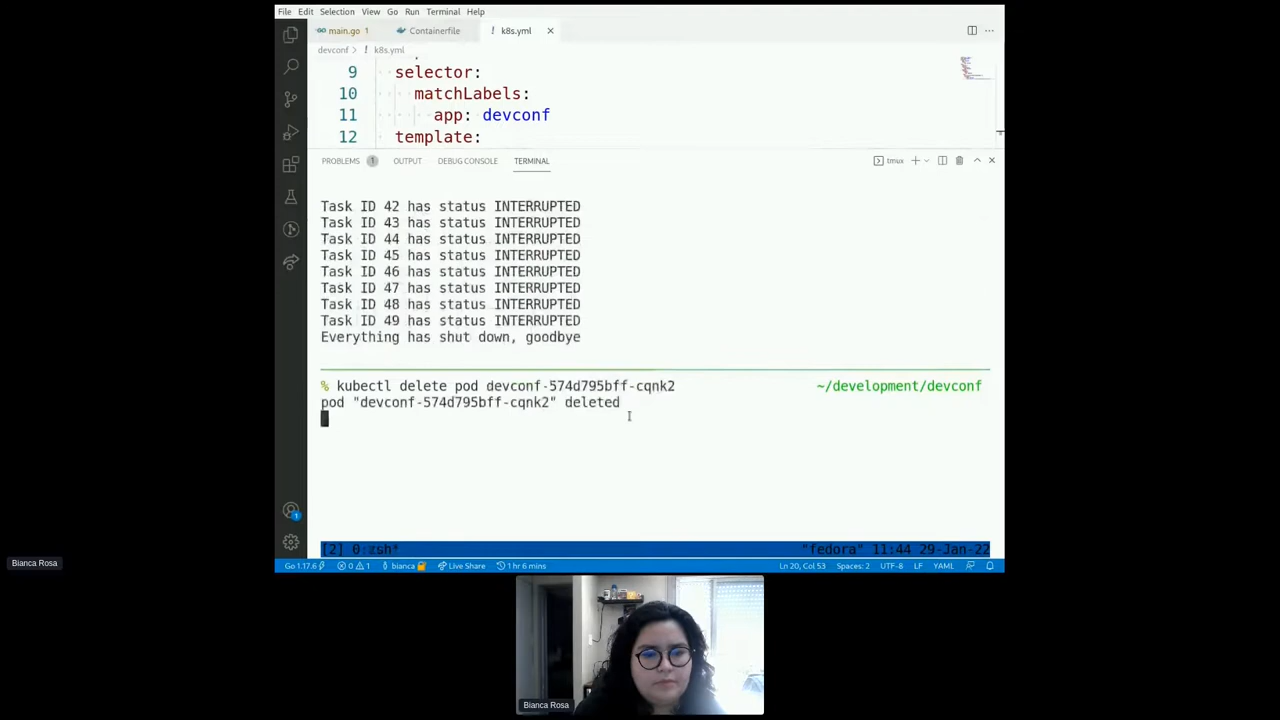 File Edit Selection View Go Run Terminal Help
main.go 1 Containerfile ! k8s.yml
devconf > ! k8s.yml
9 selector:
10 matchLabels:
11 app: devconf
12 template:
PROBLEMS 1 OUTPUT DEBUG CONSOLE TERMINAL tmux
Task ID 42 has status INTERRUPTED
Task ID 43 has status INTERRUPTED
Task ID 44 has status INTERRUPTED
Task ID 45 has status INTERRUPTED
Task ID 46 has status INTERRUPTED
Task ID 47 has status INTERRUPTED
Task ID 48 has status INTERRUPTED
Task ID 49 has status INTERRUPTED
Everything has shut down, goodbye
% kubectl delete pod devconf-574d795bff-cqnk2 ~/development/devconf
pod "devconf-574d795bff-cqnk2" deleted
[2] 0:zsh* "fedora" 11:44 29-Jan-22
Go 1.17.6 0 1 bianca Live Share 1 hr 6 mins Ln 20, Col 53 Spaces: 2 UTF-8 LF YAML
Bianca Rosa
Bianca Rosa